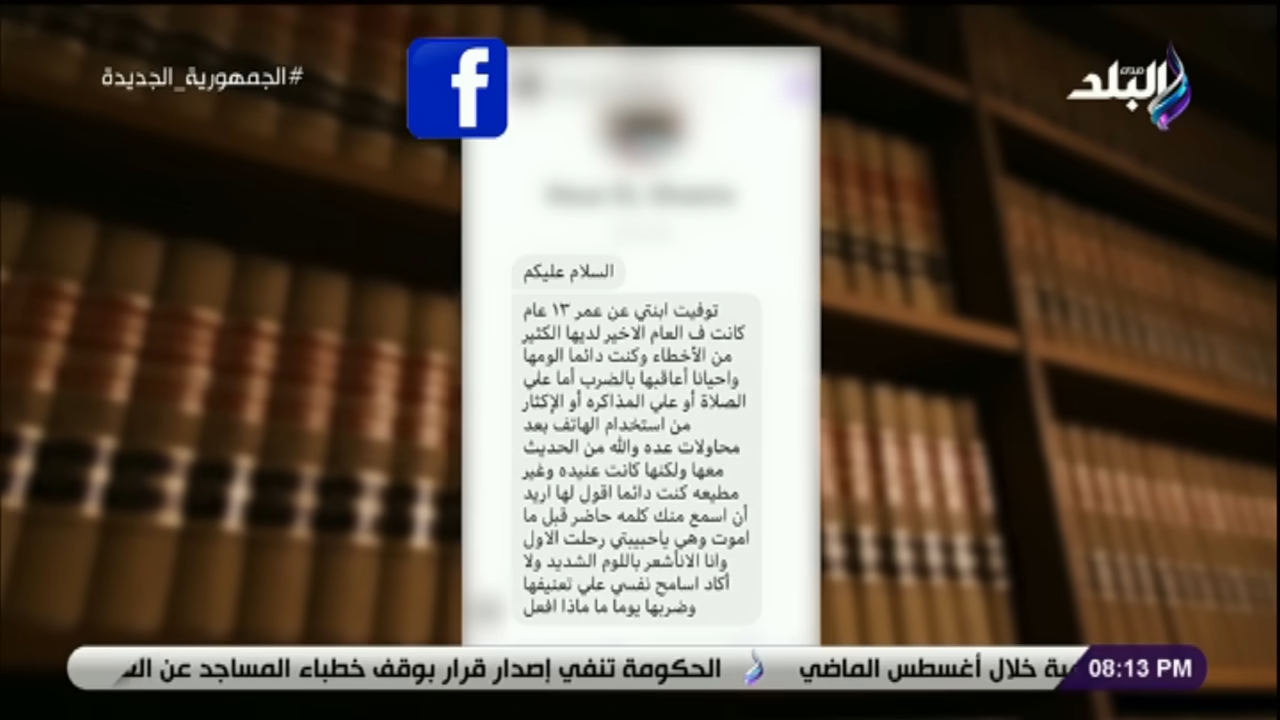 #الجمهورية_الجديدة
صدى البلد
السلام عليكم
توفيت ابنتي عن عمر ١٣ عام
كانت ف العام الاخير لديها الكثير
من الأخطاء وكنت دائما الومها
واحيانا أعاقبها بالضرب أما علي
الصلاة أو علي المذاكره أو الإكثار
من استخدام الهاتف بعد
محاولات عده والله من الحديث
معها ولكنها كانت عنيده وغير
مطيعه كنت دائما اقول لها اريد
أن اسمع منك كلمه حاضر قبل ما
اموت وهي ياحبيبتي رحلت الاول
وانا الانأشعر باللوم الشديد ولا
أكاد اسامح نفسي علي تعنيفها
وضربها يوما ما ماذا افعل
خلال أغسطس الماضي الحكومة تنفي إصدار قرار بوقف خطباء المساجد عن
08:13 PM